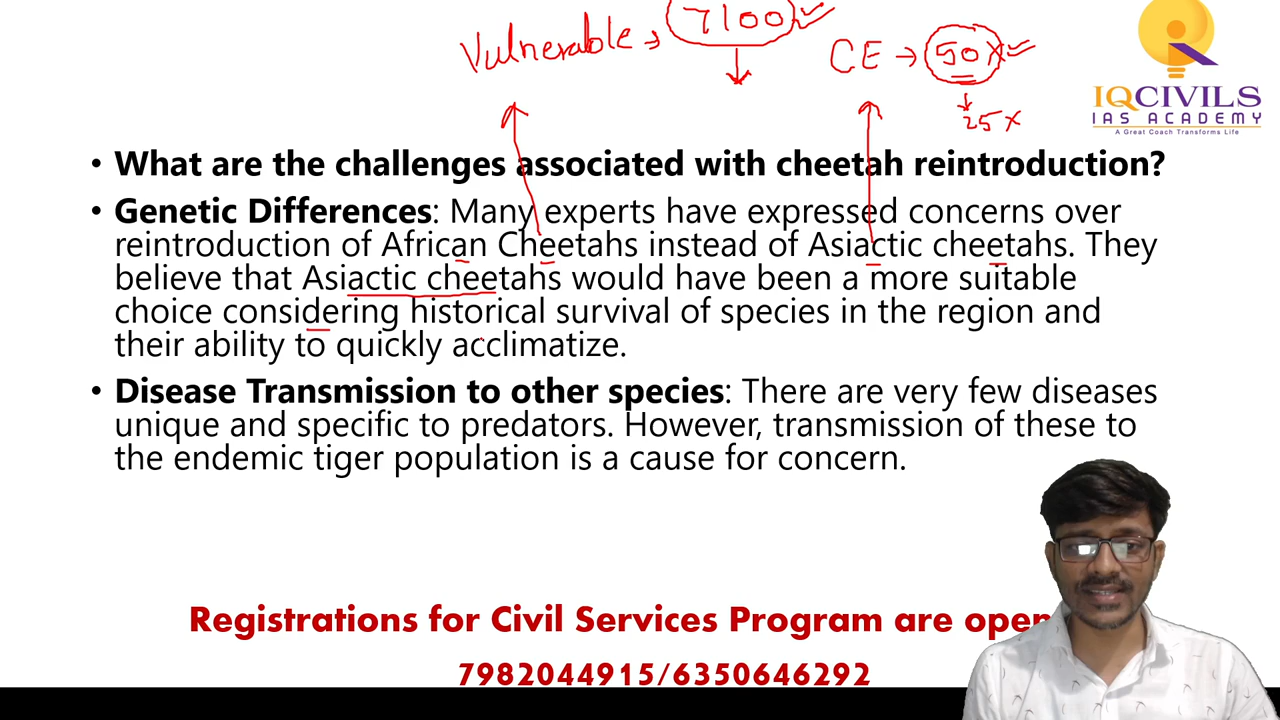 Vulnerable → 7100
CE → 50
25
IQCIVILS
IAS ACADEMY
A Great Coach Transforms Life
• What are the challenges associated with cheetah reintroduction?
• Genetic Differences: Many experts have expressed concerns over
reintroduction of African Cheetahs instead of Asiactic cheetahs. They
believe that Asiactic cheetahs would have been a more suitable
choice considering historical survival of species in the region and
their ability to quickly acclimatize.
• Disease Transmission to other species: There are very few diseases
unique and specific to predators. However, transmission of these to
the endemic tiger population is a cause for concern.
Registrations for Civil Services Program are open
7982044915/6350646292